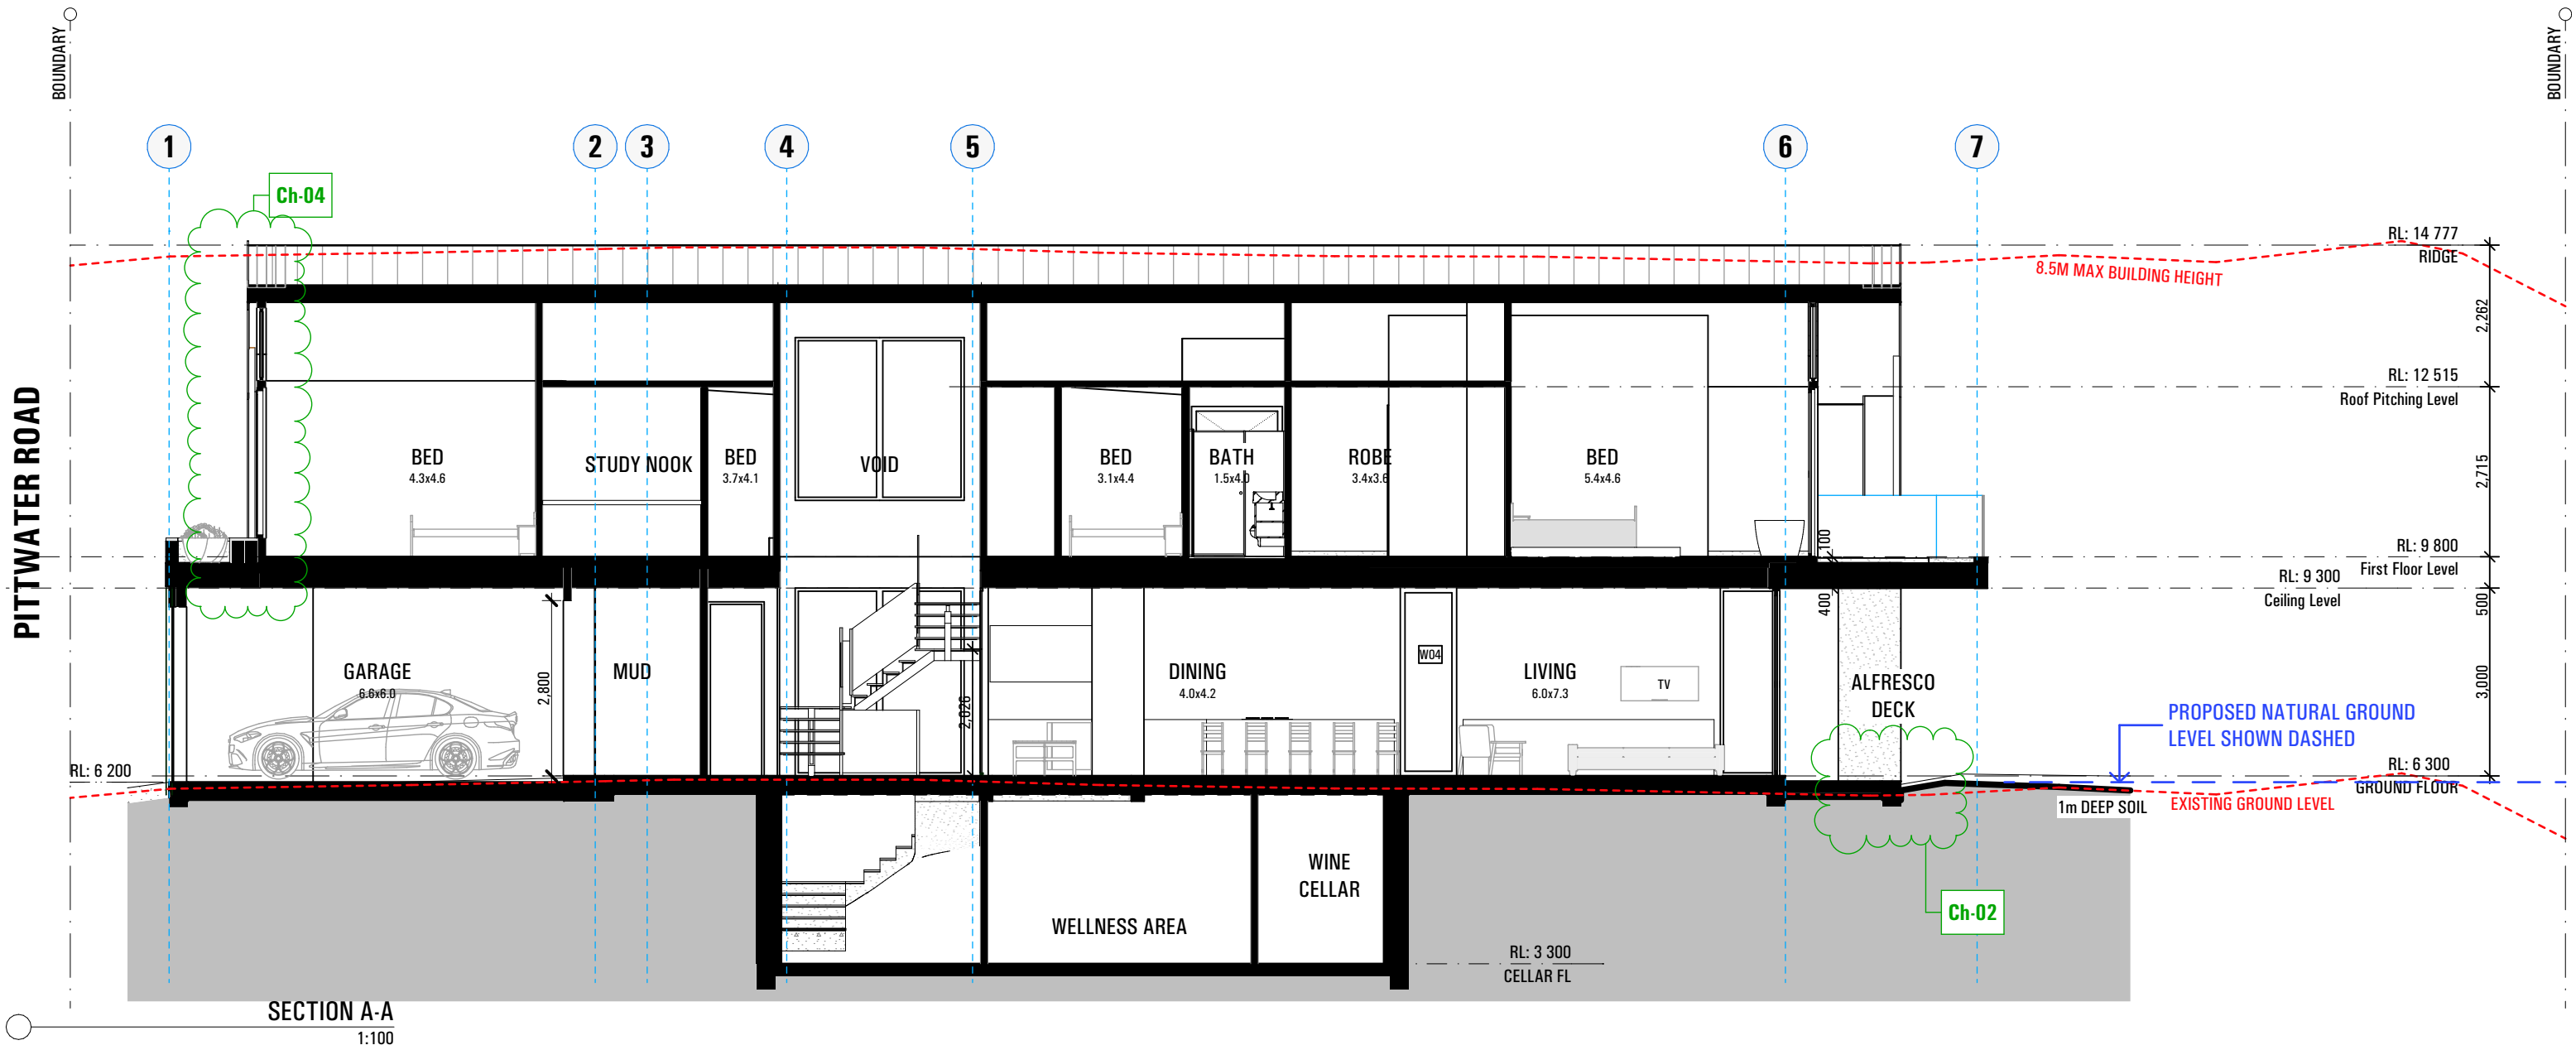 BOUNDARY
BOUNDARY
1
2
3
4
5
6
7
Ch-04
RL: 14 777
RIDGE
8.5M MAX BUILDING HEIGHT
2,262
RL: 12 515
Roof Pitching Level
PITTWATER ROAD
BED
4.3x4.6
STUDY NOOK
BED
3.7x4.1
VOID
BED
3.1x4.4
BATH
1.5x4.0
ROBE
3.4x3.6
BED
5.4x4.6
2,715
100
RL: 9 800
First Floor Level
RL: 9 300
Ceiling Level
400
500
GARAGE
6.6x6.0
2,800
MUD
2,026
DINING
4.0x4.2
W04
LIVING
6.0x7.3
TV
ALFRESCO
DECK
3,000
PROPOSED NATURAL GROUND
LEVEL SHOWN DASHED
RL: 6 200
RL: 6 300
GROUND FLOOR
1m DEEP SOIL
EXISTING GROUND LEVEL
WINE
CELLAR
WELLNESS AREA
Ch-02
RL: 3 300
CELLAR FL
SECTION A-A
1:100